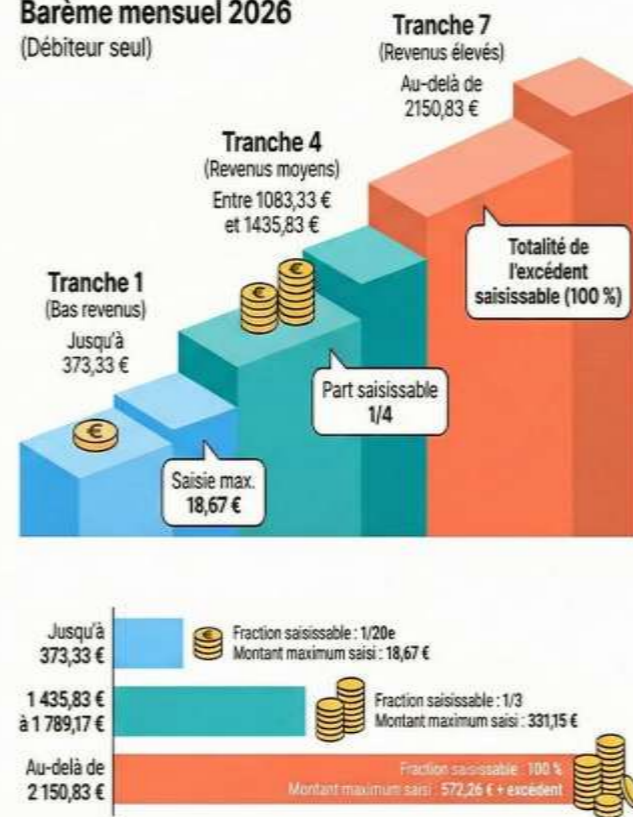 Barème mensuel 2026
(Débiteur seul)
Tranche 7
(Revenus élevés)
Au-delà de
2150,83 €
Tranche 4
(Revenus moyens)
Entre 1083,33 €
et 1435,83 €
Totalité de
l'excédent
saisissable (100 %)
Tranche 1
(Bas revenus)
Jusqu'à
373,33 €
Part saisissable
1/4
Saisie max.
18,67 €
Jusqu'à
373,33 €
Fraction saisissable : 1/20e
Montant maximum saisi : 18,67 €
1 435,83 €
à 1 789,17 €
Fraction saisissable : 1/3
Montant maximum saisi : 331,15 €
Au-delà de
2 150,83 €
Fraction saisissable : 100 %
Montant maximum saisi : 572,26 € + excédent